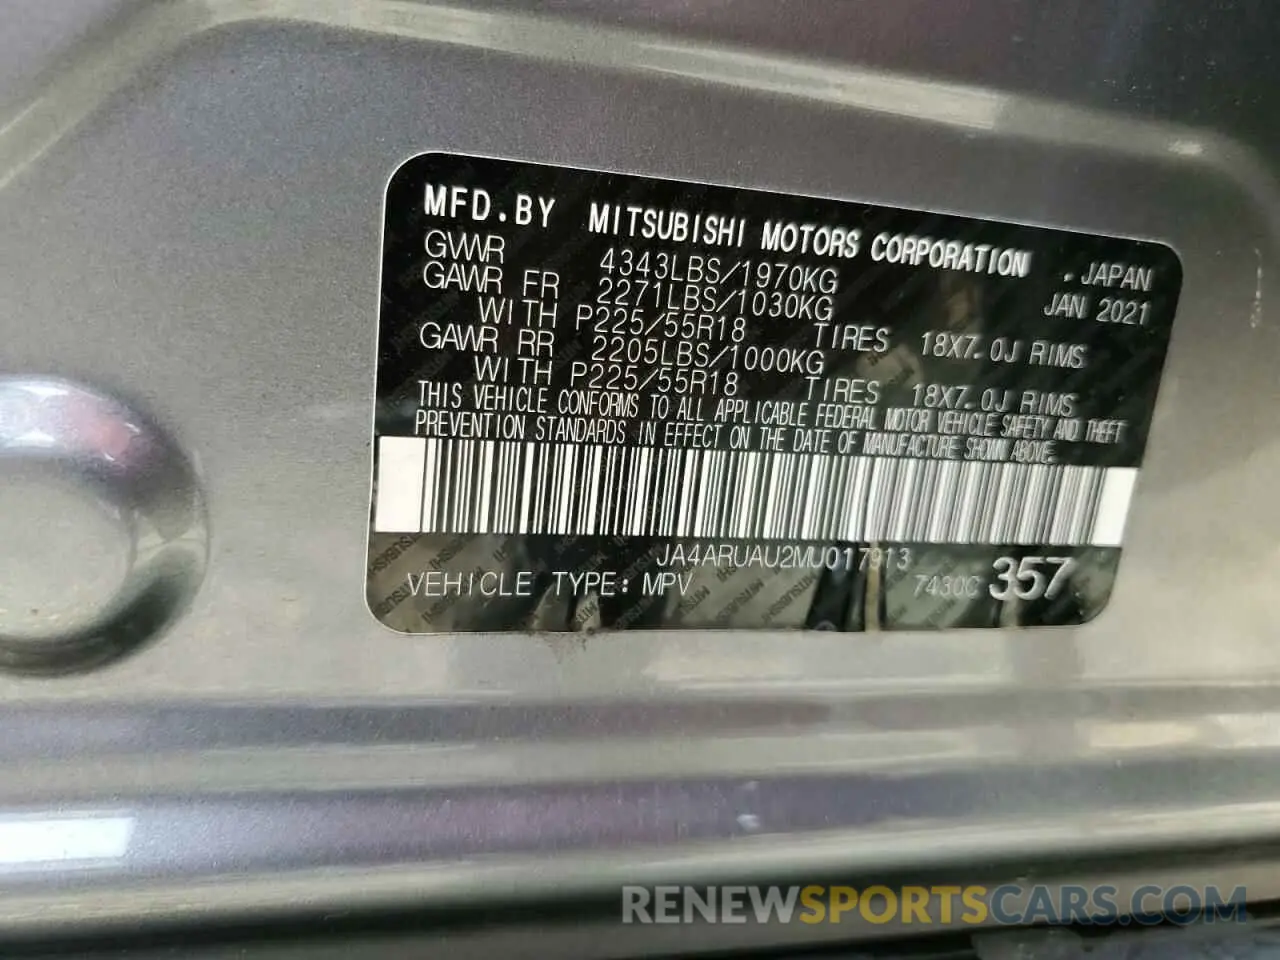 MFD.BY MITSUBISHI MOTORS CORPORATION . JAPAN
GVWR 4343LBS/1970KG JAN 2021
GAWR FR 2271LBS/1030KG
WITH P225/55R18 TIRES 18X7.0J RIMS
GAWR RR 2205LBS/1000KG
WITH P225/55R18 TIRES 18X7.0J RIMS
THIS VEHICLE CONFORMS TO ALL APPLICABLE FEDERAL MOTOR VEHICLE SAFETY AND THEFT
PREVENTION STANDARDS IN EFFECT ON THE DATE OF MANUFACTURE SHOWN ABOVE.
JA4ARUAU2MU017913
VEHICLE TYPE: MPV 7430C 357
RENEWSPORTSCARS.COM